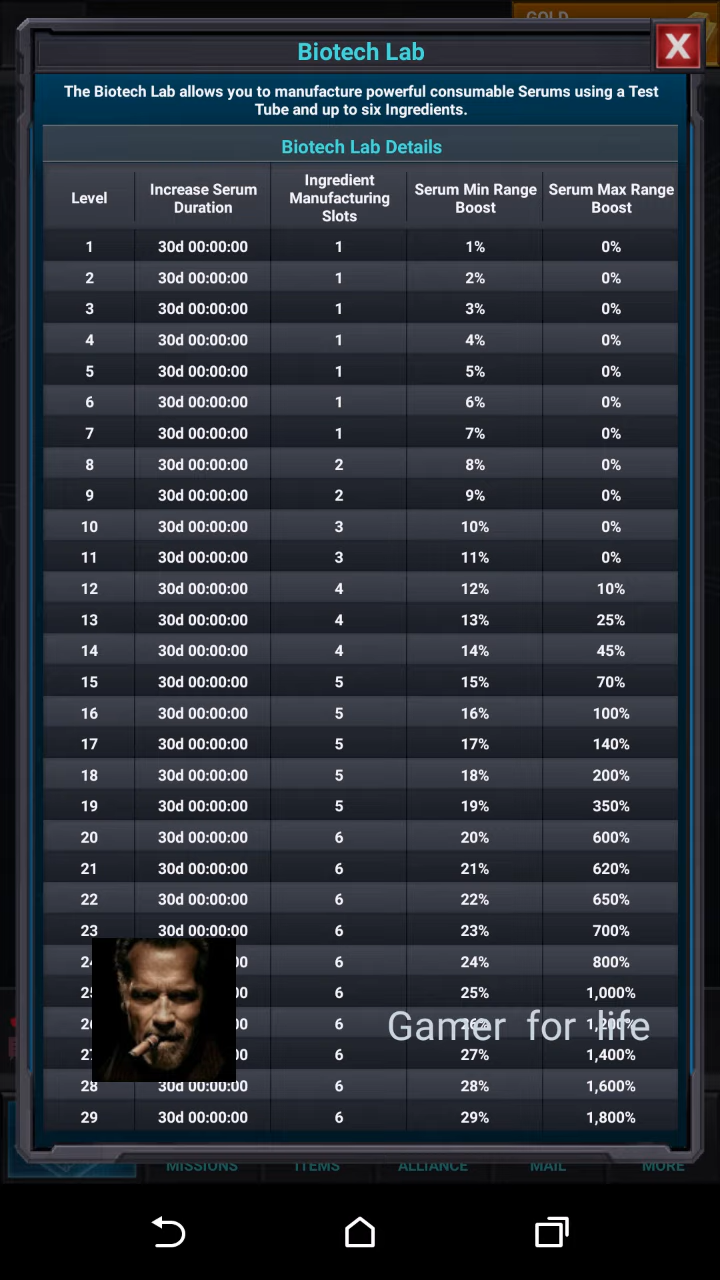 GOLD
Biotech Lab
X
The Biotech Lab allows you to manufacture powerful consumable Serums using a Test
Tube and up to six Ingredients.
Biotech Lab Details
Level Increase Serum Duration Ingredient Manufacturing Slots Serum Min Range Boost Serum Max Range Boost
1 30d 00:00:00 1 1% 0%
2 30d 00:00:00 1 2% 0%
3 30d 00:00:00 1 3% 0%
4 30d 00:00:00 1 4% 0%
5 30d 00:00:00 1 5% 0%
6 30d 00:00:00 1 6% 0%
7 30d 00:00:00 1 7% 0%
8 30d 00:00:00 2 8% 0%
9 30d 00:00:00 2 9% 0%
10 30d 00:00:00 3 10% 0%
11 30d 00:00:00 3 11% 0%
12 30d 00:00:00 4 12% 10%
13 30d 00:00:00 4 13% 25%
14 30d 00:00:00 4 14% 45%
15 30d 00:00:00 5 15% 70%
16 30d 00:00:00 5 16% 100%
17 30d 00:00:00 5 17% 140%
18 30d 00:00:00 5 18% 200%
19 30d 00:00:00 5 19% 350%
20 30d 00:00:00 6 20% 600%
21 30d 00:00:00 6 21% 620%
22 30d 00:00:00 6 22% 650%
23 30d 00:00:00 6 23% 700%
24 00 6 24% 800%
25 00 6 25% 1,000%
26 00 6 26% 1,200%
Gamer for life
27 00 6 27% 1,400%
28 30d 00:00:00 6 28% 1,600%
29 30d 00:00:00 6 29% 1,800%
MISSIONS ITEMS ALLIANCE MAIL MORE